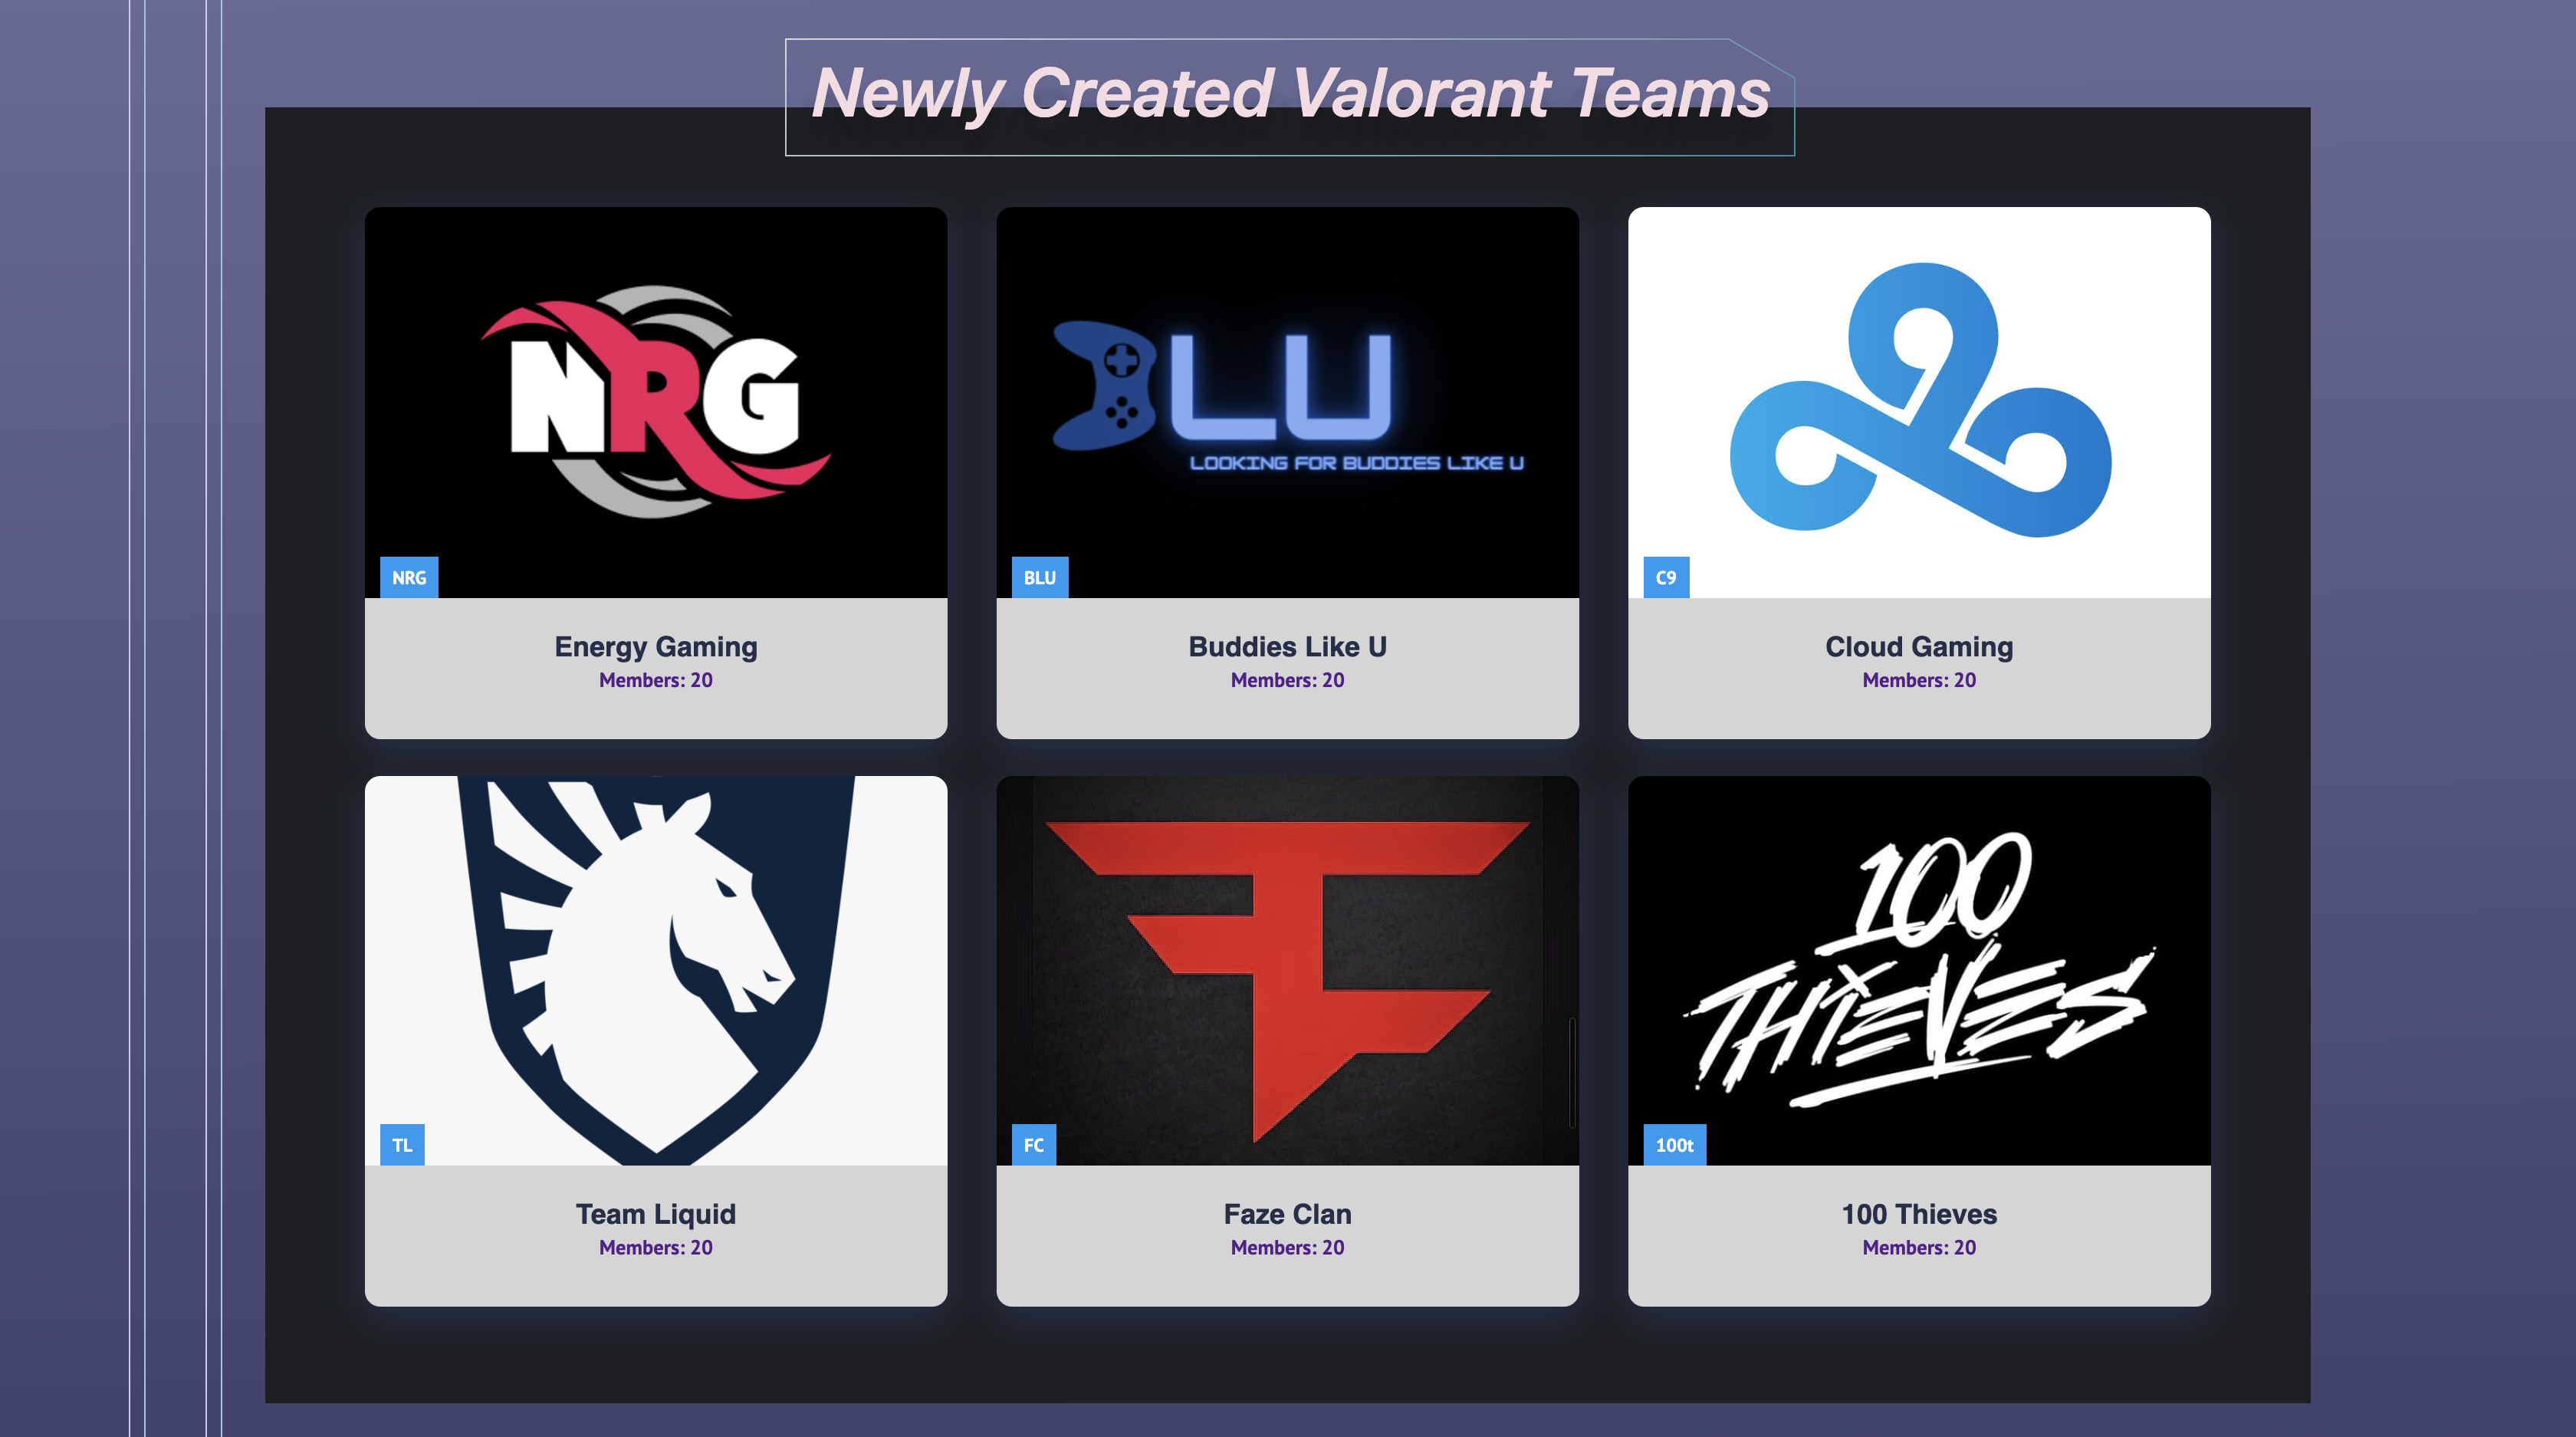 Newly Created Valorant Teams
NRG
NRG
Energy Gaming
Members: 20
LU
LOOKING FOR BUDDIES LIKE U
BLU
Buddies Like U
Members: 20
C9
Cloud Gaming
Members: 20
TL
Team Liquid
Members: 20
FC
Faze Clan
Members: 20
100
THIEVES
100t
100 Thieves
Members: 20